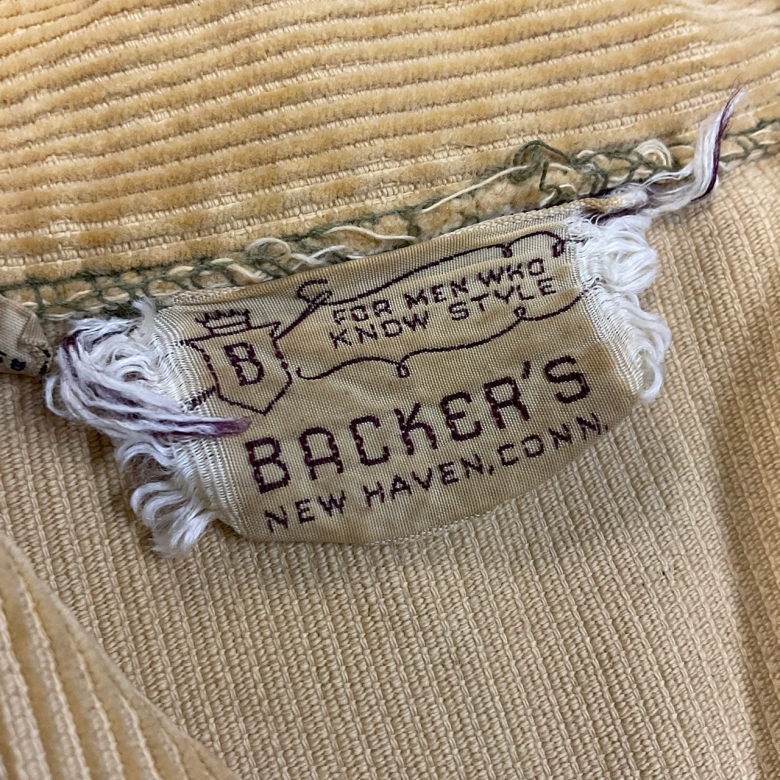 FOR MEN WHO
KNOW STYLE
B
BACKER'S
NEW HAVEN, CONN.